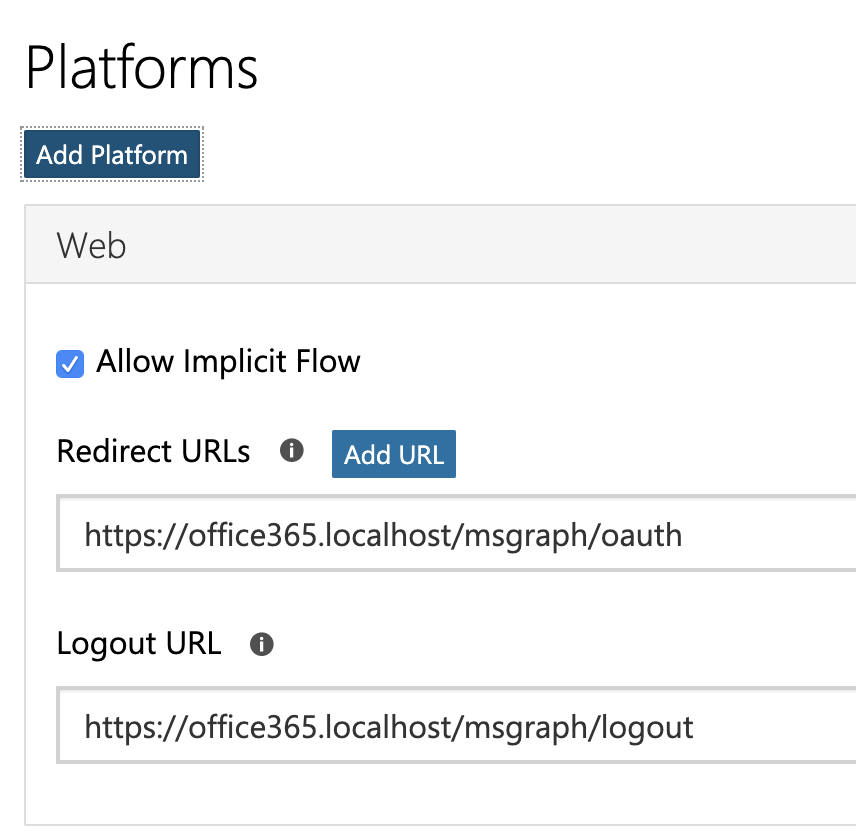 Platforms
Add Platform
Web
Allow Implicit Flow
Redirect URLs Add URL
https://office365.localhost/msgraph/oauth
Logout URL
https://office365.localhost/msgraph/logout